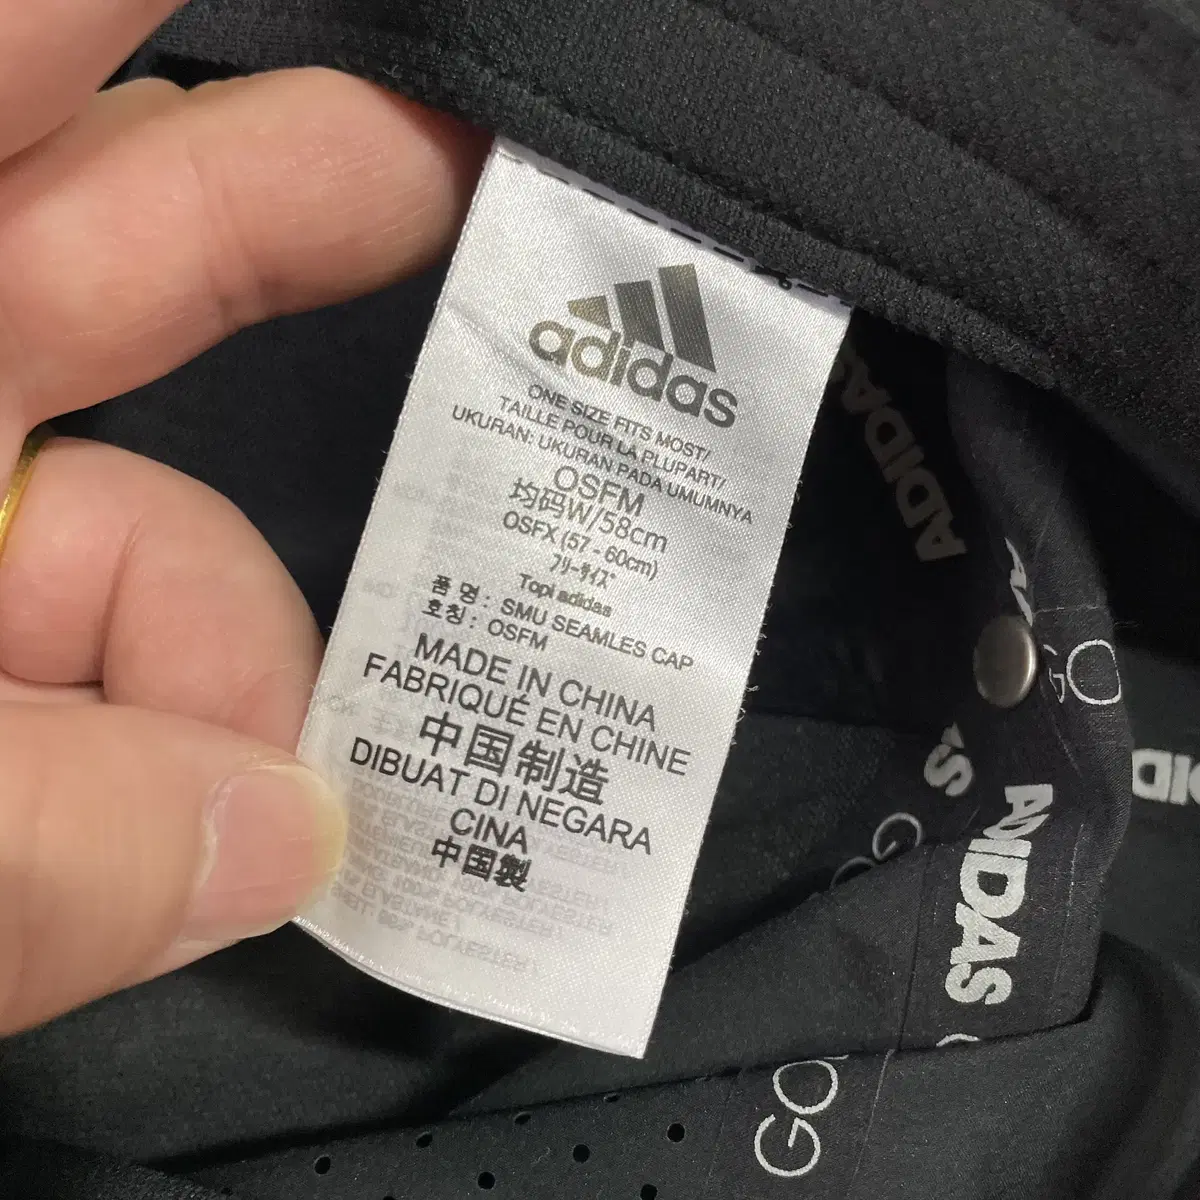 adidas
ONE SIZE FITS MOST/
TAILLE POUR LA PLUPART/
UKURAN: UKURAN PADA UMUMNYA
OSFM
均码W/58cm
OSFX (57 - 60cm)
フリーサイズ
Topi adidas
품 명 : SMU SEAMLES CAP
호칭 : OSFM
MADE IN CHINA
FABRIQUÉ EN CHINE
中国制造
DIBUAT DI NEGARA
CINA
中国製
ADIDAS
GO
ADIDAS
GO